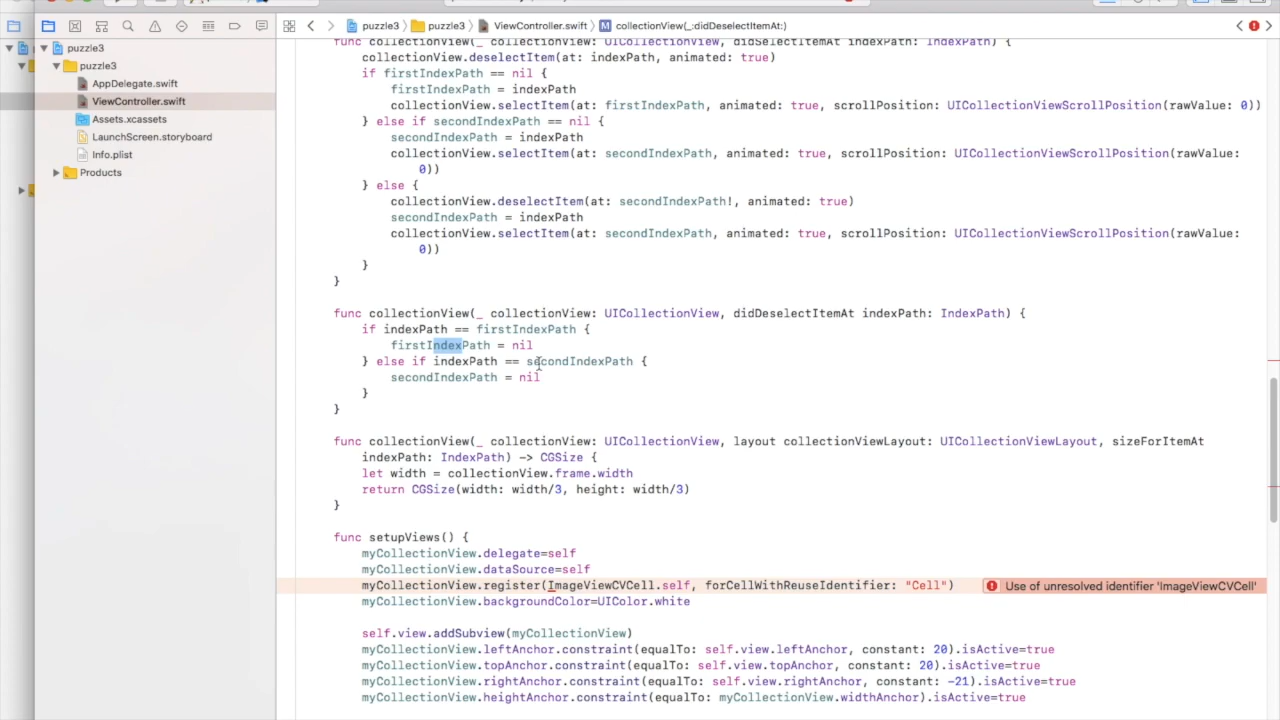 puzzle3 > puzzle3 > ViewController.swift > M collectionView(_:didDeselectItemAt:)
puzzle3
puzzle3
AppDelegate.swift
ViewController.swift
Assets.xcassets
LaunchScreen.storyboard
Info.plist
Products
func collectionView(_ collectionView: UICollectionView, didSelectItemAt indexPath: IndexPath) {
collectionView.deselectItem(at: indexPath, animated: true)
if firstIndexPath == nil {
firstIndexPath = indexPath
collectionView.selectItem(at: firstIndexPath, animated: true, scrollPosition: UICollectionViewScrollPosition(rawValue: 0))
} else if secondIndexPath == nil {
secondIndexPath = indexPath
collectionView.selectItem(at: secondIndexPath, animated: true, scrollPosition: UICollectionViewScrollPosition(rawValue:
0))
} else {
collectionView.deselectItem(at: secondIndexPath!, animated: true)
secondIndexPath = indexPath
collectionView.selectItem(at: secondIndexPath, animated: true, scrollPosition: UICollectionViewScrollPosition(rawValue:
0))
}
}
func collectionView(_ collectionView: UICollectionView, didDeselectItemAt indexPath: IndexPath) {
if indexPath == firstIndexPath {
firstIndexPath = nil
} else if indexPath == secondIndexPath {
secondIndexPath = nil
}
}
func collectionView(_ collectionView: UICollectionView, layout collectionViewLayout: UICollectionViewLayout, sizeForItemAt
indexPath: IndexPath) -> CGSize {
let width = collectionView.frame.width
return CGSize(width: width/3, height: width/3)
}
func setupViews() {
myCollectionView.delegate=self
myCollectionView.dataSource=self
myCollectionView.register(ImageViewCVCell.self, forCellWithReuseIdentifier: "Cell") Use of unresolved identifier 'ImageViewCVCell'
myCollectionView.backgroundColor=UIColor.white
self.view.addSubview(myCollectionView)
myCollectionView.leftAnchor.constraint(equalTo: self.view.leftAnchor, constant: 20).isActive=true
myCollectionView.topAnchor.constraint(equalTo: self.view.topAnchor, constant: 20).isActive=true
myCollectionView.rightAnchor.constraint(equalTo: self.view.rightAnchor, constant: -21).isActive=true
myCollectionView.heightAnchor.constraint(equalTo: myCollectionView.widthAnchor).isActive=true